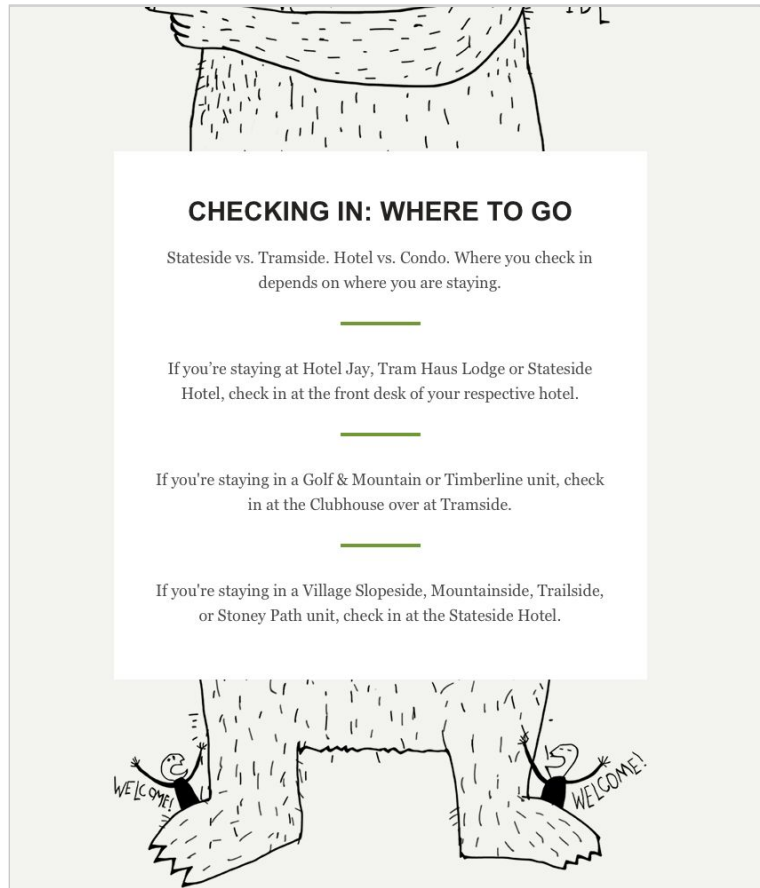 CHECKING IN: WHERE TO GO
Stateside vs. Tramside. Hotel vs. Condo. Where you check in
depends on where you are staying.
If you’re staying at Hotel Jay, Tram Haus Lodge or Stateside
Hotel, check in at the front desk of your respective hotel.
If you're staying in a Golf & Mountain or Timberline unit, check
in at the Clubhouse over at Tramside.
If you're staying in a Village Slopeside, Mountainside, Trailside,
or Stoney Path unit, check in at the Stateside Hotel.
WELCOME!
WELCOME!